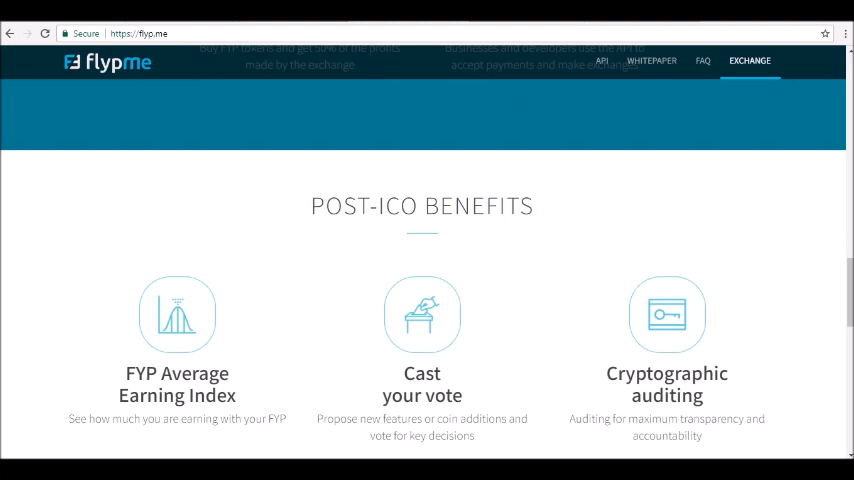 Secure https://flyp.me
Buy FYP tokens and get 50% of the profits
made by the exchange.
Businesses and developers use the API to
accept payments and make exchanges
flypme
API WHITEPAPER FAQ EXCHANGE
POST-ICO BENEFITS
FYP Average
Earning Index
See how much you are earning with your FYP
Cast
your vote
Propose new features or coin additions and
vote for key decisions
Cryptographic
auditing
Auditing for maximum transparency and
accountability